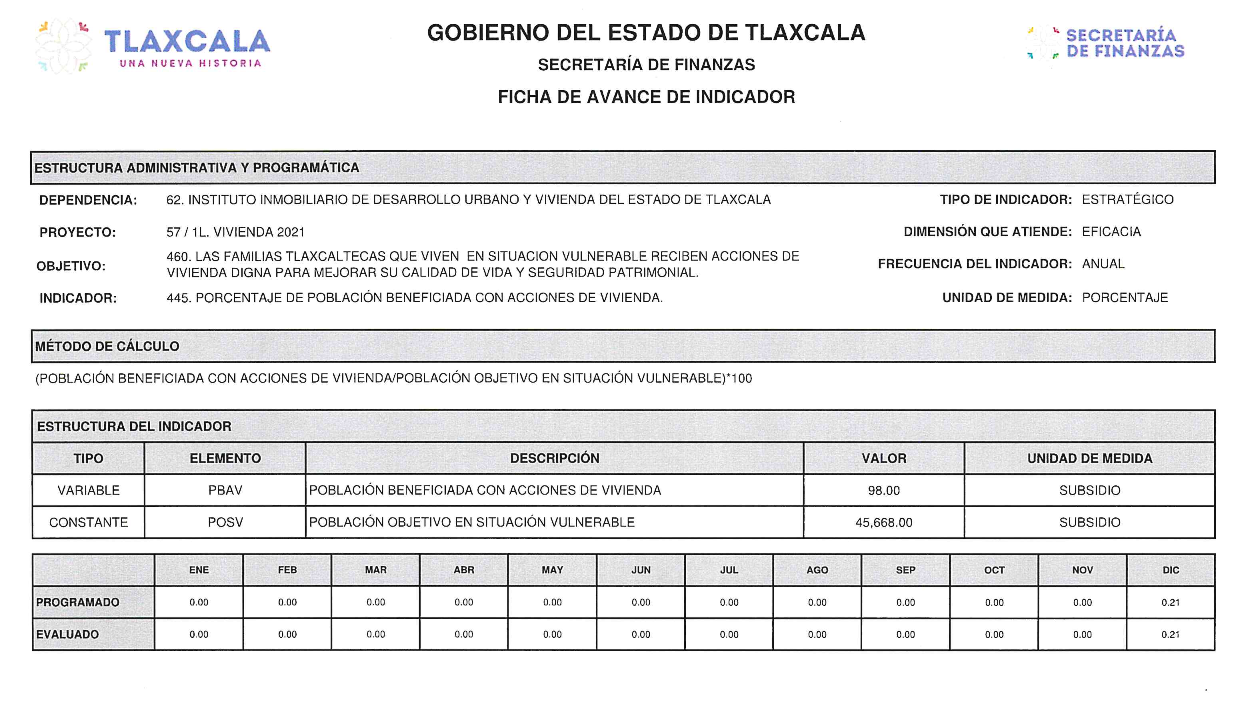 TLAXCALA
UNA NUEVA HISTORIA
GOBIERNO DEL ESTADO DE TLAXCALA
SECRETARÍA DE FINANZAS
FICHA DE AVANCE DE INDICADOR
SECRETARÍA
DE FINANZAS
ESTRUCTURA ADMINISTRATIVA Y PROGRAMÁTICA
DEPENDENCIA: 62. INSTITUTO INMOBILIARIO DE DESARROLLO URBANO Y VIVIENDA DEL ESTADO DE TLAXCALA TIPO DE INDICADOR: ESTRATÉGICO
PROYECTO: 57 / 1L. VIVIENDA 2021 DIMENSIÓN QUE ATIENDE: EFICACIA
OBJETIVO: 460. LAS FAMILIAS TLAXCALTECAS QUE VIVEN EN SITUACION VULNERABLE RECIBEN ACCIONES DE
VIVIENDA DIGNA PARA MEJORAR SU CALIDAD DE VIDA Y SEGURIDAD PATRIMONIAL. FRECUENCIA DEL INDICADOR: ANUAL
INDICADOR: 445. PORCENTAJE DE POBLACIÓN BENEFICIADA CON ACCIONES DE VIVIENDA. UNIDAD DE MEDIDA: PORCENTAJE
MÉTODO DE CÁLCULO
(POBLACIÓN BENEFICIADA CON ACCIONES DE VIVIENDA/POBLACIÓN OBJETIVO EN SITUACIÓN VULNERABLE)*100
ESTRUCTURA DEL INDICADOR
TIPO ELEMENTO DESCRIPCIÓN VALOR UNIDAD DE MEDIDA
VARIABLE PBAV POBLACIÓN BENEFICIADA CON ACCIONES DE VIVIENDA 98.00 SUBSIDIO
CONSTANTE POSV POBLACIÓN OBJETIVO EN SITUACIÓN VULNERABLE 45,668.00 SUBSIDIO
ENE FEB MAR ABR MAY JUN JUL AGO SEP OCT NOV DIC
PROGRAMADO 0.00 0.00 0.00 0.00 0.00 0.00 0.00 0.00 0.00 0.00 0.00 0.21
EVALUADO 0.00 0.00 0.00 0.00 0.00 0.00 0.00 0.00 0.00 0.00 0.00 0.21